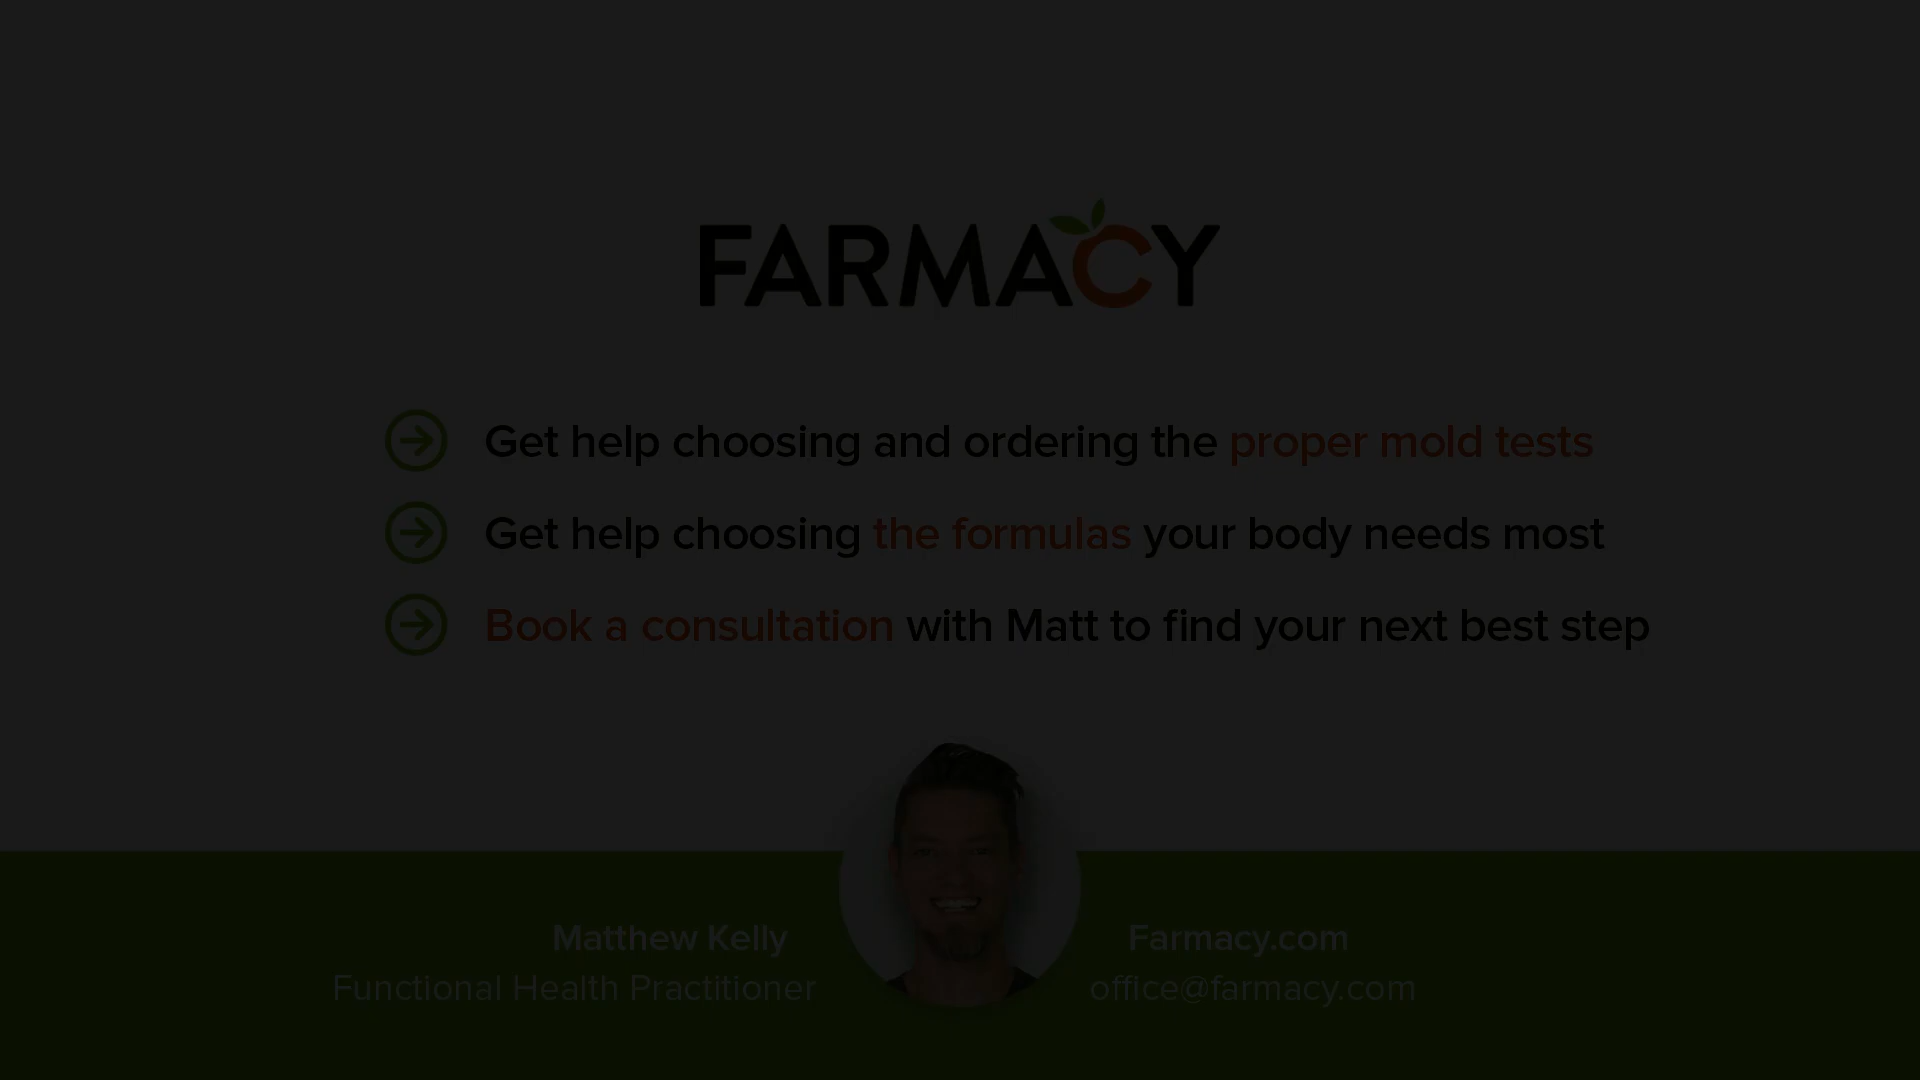 FARMACY
Get help choosing and ordering the proper mold tests
Get help choosing the formulas your body needs most
Book a consultation with Matt to find your next best step
Matthew Kelly
Functional Health Practitioner
Farmacy.com
office@farmacy.com